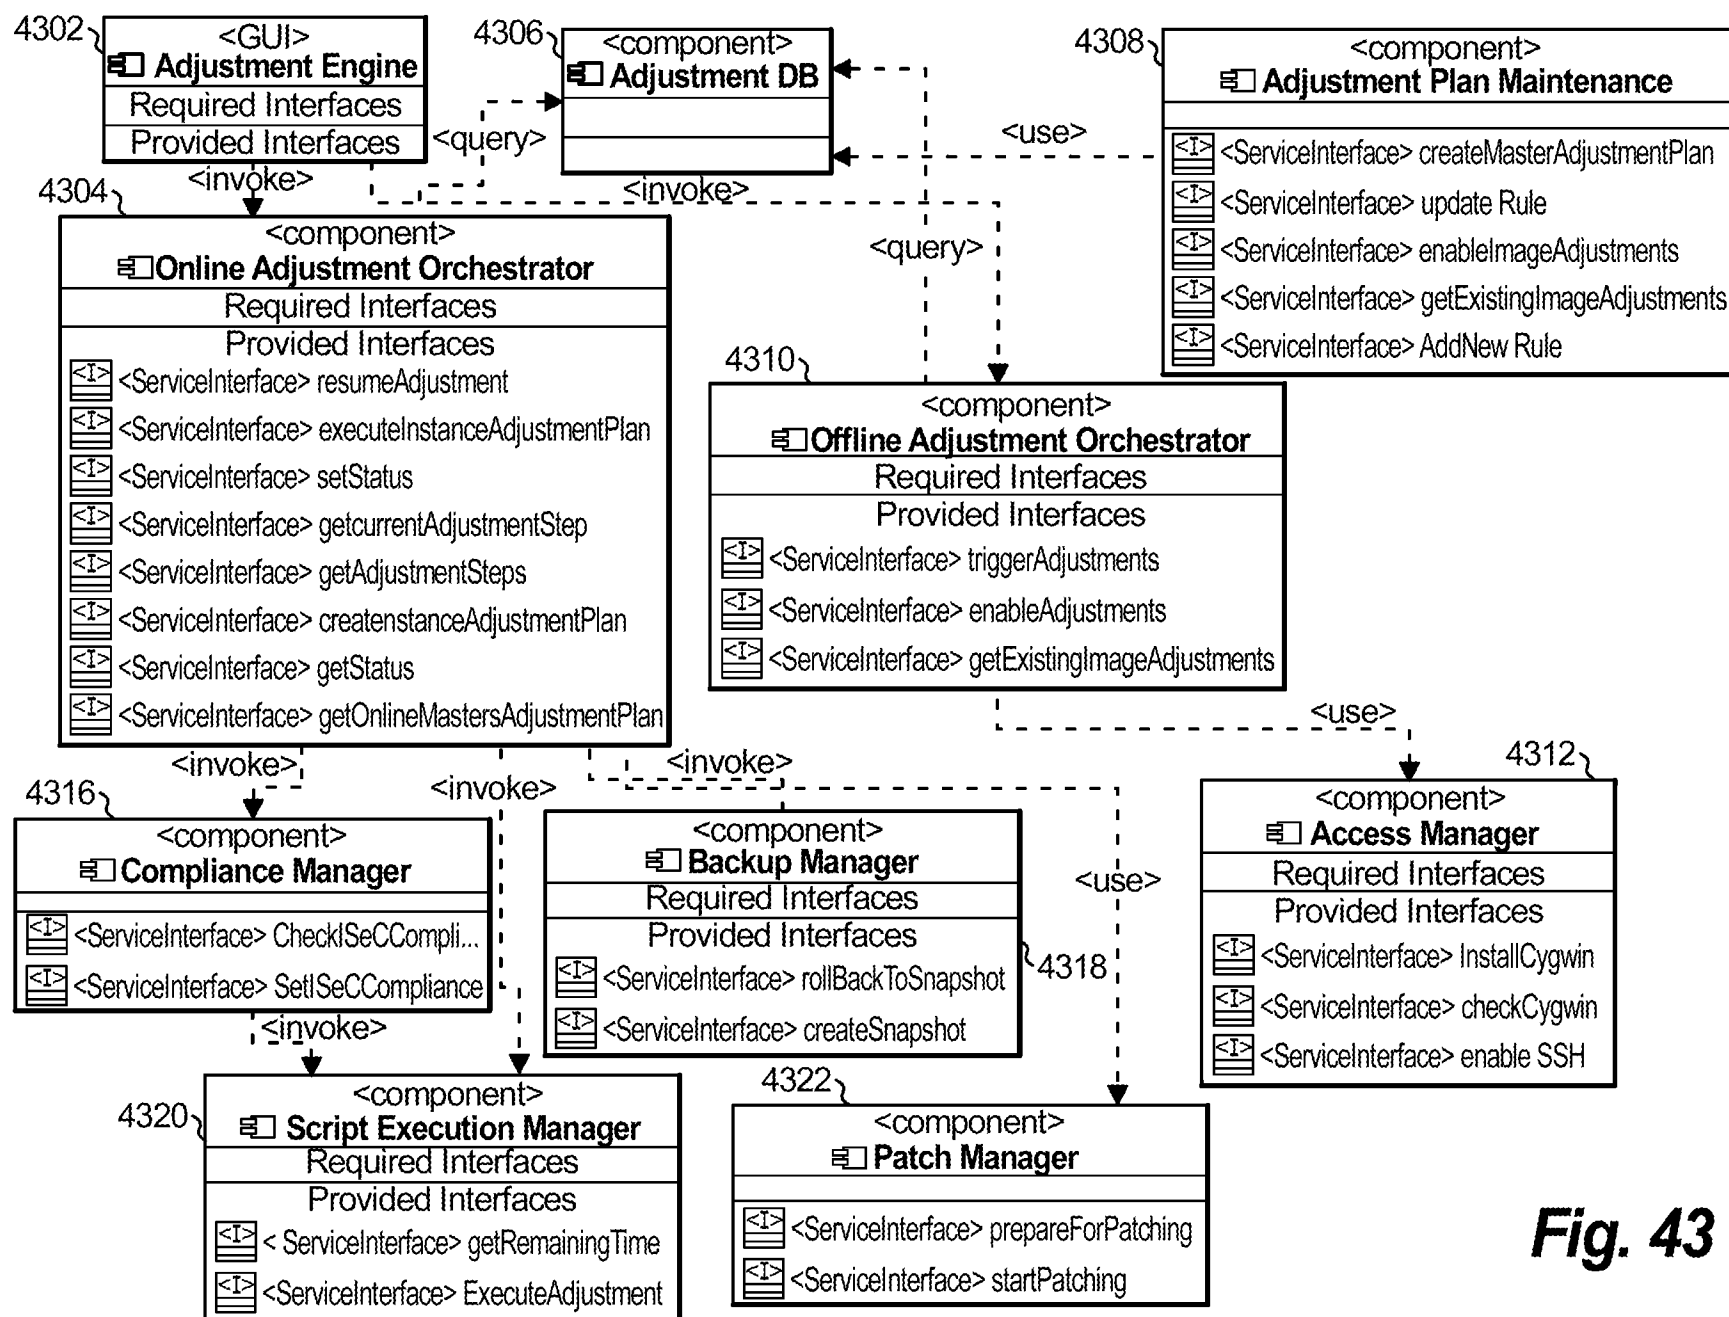 4302
<GUI>
Adjustment Engine
Required Interfaces
Provided Interfaces
4306
<component>
Adjustment DB
4308
<component>
Adjustment Plan Maintenance
<I> <ServiceInterface> createMasterAdjustmentPlan
<I> <ServiceInterface> update Rule
<I> <ServiceInterface> enableImageAdjustments
<I> <ServiceInterface> getExistingImageAdjustments
<I> <ServiceInterface> AddNew Rule
<query>
<use>
<invoke>
<invoke>
<query>
4304
<component>
Online Adjustment Orchestrator
Required Interfaces
Provided Interfaces
<I> <ServiceInterface> resumeAdjustment
<I> <ServiceInterface> executeInstanceAdjustmentPlan
<I> <ServiceInterface> setStatus
<I> <ServiceInterface> getcurrentAdjustmentStep
<I> <ServiceInterface> getAdjustmentSteps
<I> <ServiceInterface> createnstanceAdjustmentPlan
<I> <ServiceInterface> getStatus
<I> <ServiceInterface> getOnlineMastersAdjustmentPlan
4310
<component>
Offline Adjustment Orchestrator
Required Interfaces
Provided Interfaces
<I> <ServiceInterface> triggerAdjustments
<I> <ServiceInterface> enableAdjustments
<I> <ServiceInterface> getExistingImageAdjustments
<use>
<invoke>
<invoke>
<invoke>
<use>
4312
<component>
Access Manager
Required Interfaces
Provided Interfaces
<I> <ServiceInterface> InstallCygwin
<I> <ServiceInterface> checkCygwin
<I> <ServiceInterface> enable SSH
4316
<component>
Compliance Manager
<I> <ServiceInterface> CheckISeCCompli...
<I> <ServiceInterface> SetISeCCompliance
<invoke>
<component>
Backup Manager
Required Interfaces
Provided Interfaces
4318
<I> <ServiceInterface> rollBackToSnapshot
<I> <ServiceInterface> createSnapshot
4320
<component>
Script Execution Manager
Required Interfaces
Provided Interfaces
<I> < ServiceInterface> getRemainingTime
<I> <ServiceInterface> ExecuteAdjustment
4322
<component>
Patch Manager
<I> <ServiceInterface> prepareForPatching
<I> <ServiceInterface> startPatching
Fig. 43